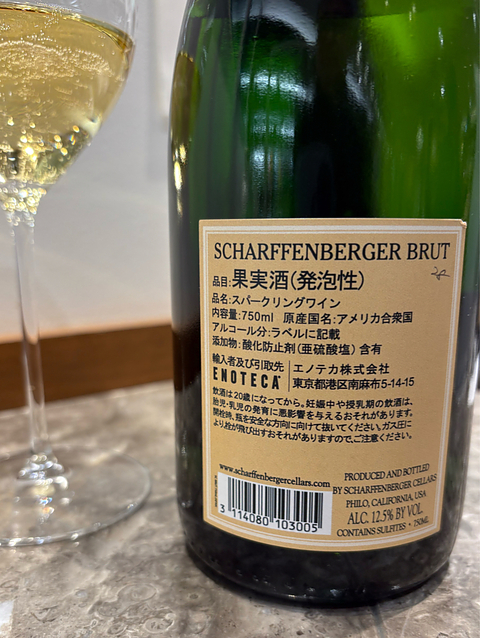 SCHARFFENBERGER BRUT
品目:果実酒(発泡性)
品名:スパークリングワイン
内容量:750ml 原産国名:アメリカ合衆国
アルコール分:ラベルに記載
添加物:酸化防止剤(亜硫酸塩)含有
輸入者及び引取先
ENOTECA
エノテカ株式会社
東京都港区南麻布5-14-15
飲酒は20歳になってから。妊娠中や授乳期の飲酒は、
胎児・乳児の発育に悪影響を与えるおそれがあります。
開栓時、瓶を安全な方向に向けて抜いてください。ガス圧に
より、栓が飛び出すおそれがありますので、ご注意ください。
www.scharffenbergercellars.com
3 114080 103005
PRODUCED AND BOTTLED
BY SCHARFFENBERGER CELLARS
PHILO, CALIFORNIA, USA
ALC. 12.5% BY VOL.
CONTAINS SULFITES • 750ML